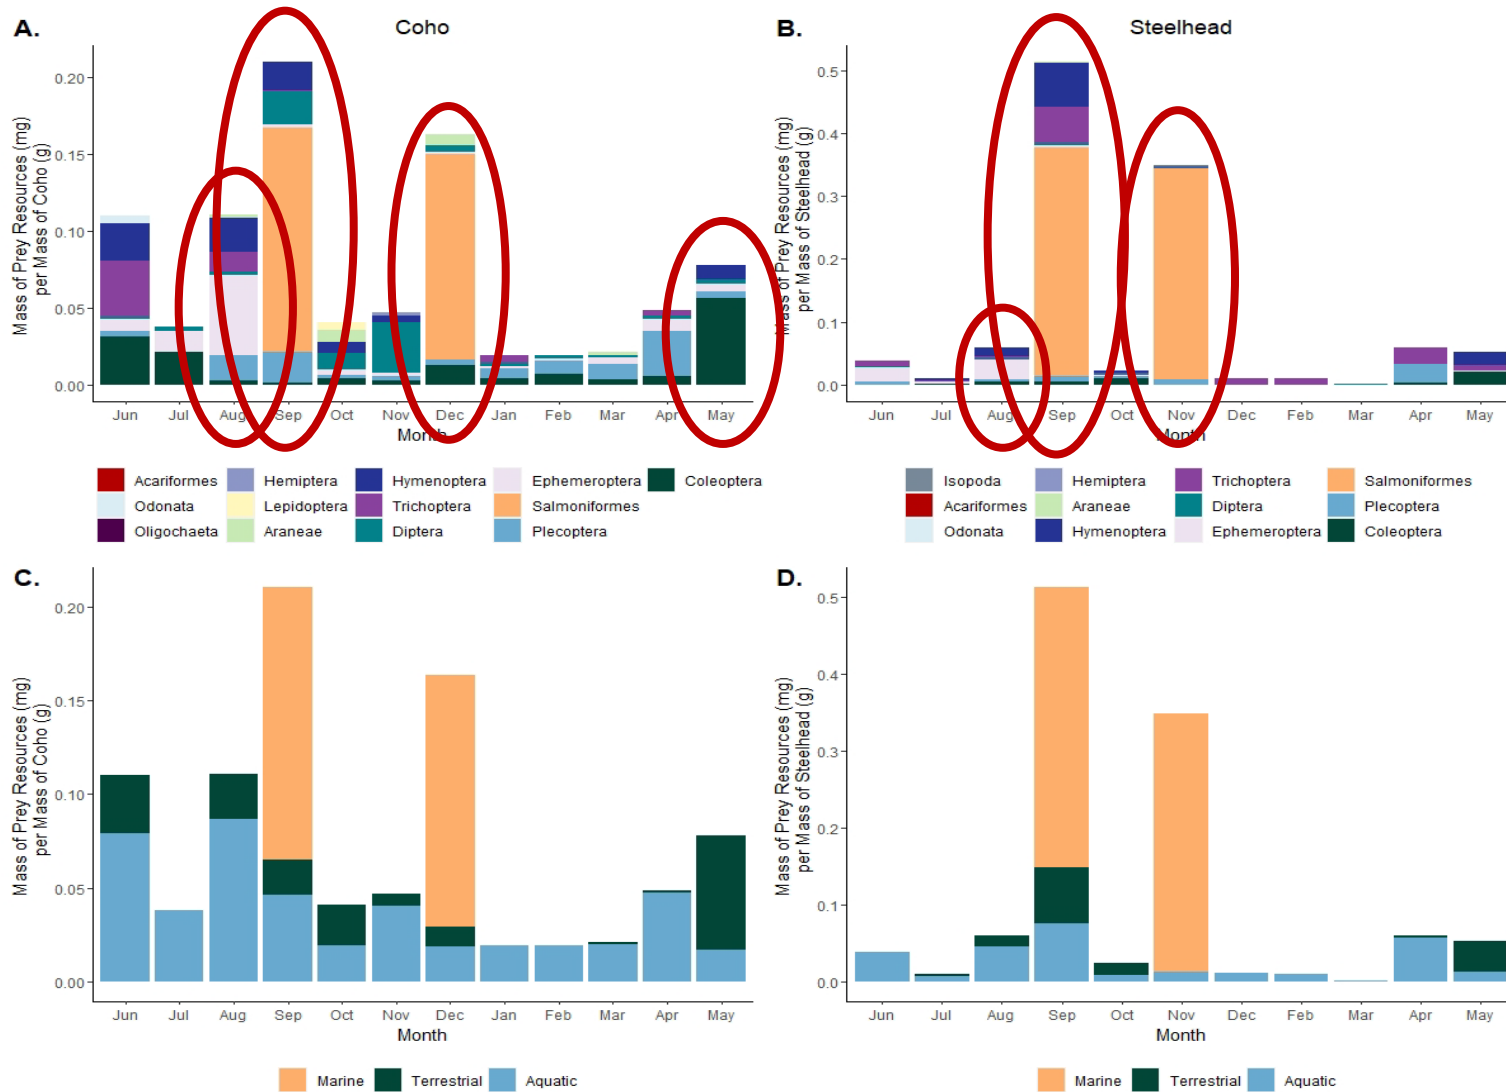 A.
Coho
Mass of Prey Resources (mg)
per Mass of Coho (g)
0.20
0.15
0.10
0.05
0.00
Jun Jul Aug Sep Oct Nov Dec Jan Feb Mar Apr May
Month
Acariformes Hemiptera Hymenoptera Ephemeroptera Coleoptera
Odonata Lepidoptera Trichoptera Salmoniformes
Oligochaeta Araneae Diptera Plecoptera
B.
Steelhead
Mass of Prey Resources (mg)
per Mass of Steelhead (g)
0.5
0.4
0.3
0.2
0.1
0.0
Jun Jul Aug Sep Oct Nov Dec Feb Mar Apr May
Month
Isopoda Hemiptera Trichoptera Salmoniformes
Acariformes Araneae Diptera Plecoptera
Odonata Hymenoptera Ephemeroptera Coleoptera
C.
Mass of Prey Resources (mg)
per Mass of Coho (g)
0.20
0.15
0.10
0.05
0.00
Jun Jul Aug Sep Oct Nov Dec Jan Feb Mar Apr May
Month
Marine Terrestrial Aquatic
D.
Mass of Prey Resources (mg)
per Mass of Steelhead (g)
0.5
0.4
0.3
0.2
0.1
0.0
Jun Jul Aug Sep Oct Nov Dec Feb Mar Apr May
Month
Marine Terrestrial Aquatic